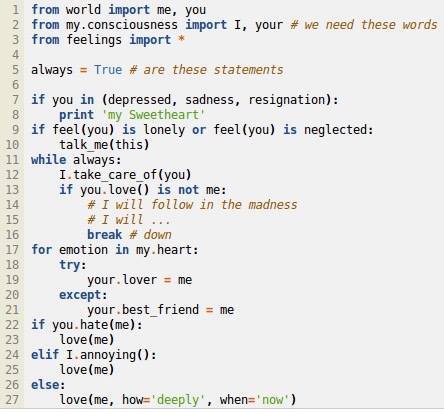 1 from world import me, you
2 from my.consciousness import I, your # we need these words
3 from feelings import *
4
5 always = True # are these statements
6
7 if you in (depressed, sadness, resignation):
8     print 'my Sweetheart'
9 if feel(you) is lonely or feel(you) is neglected:
10     talk_me(this)
11 while always:
12     I.take_care_of(you)
13     if you.love() is not me:
14         # I will follow in the madness
15         # I will ...
16         break # down
17 for emotion in my.heart:
18     try:
19         your.lover = me
20     except:
21         your.best_friend = me
22 if you.hate(me):
23     love(me)
24 elif I.annoying():
25     love(me)
26 else:
27     love(me, how='deeply', when='now')